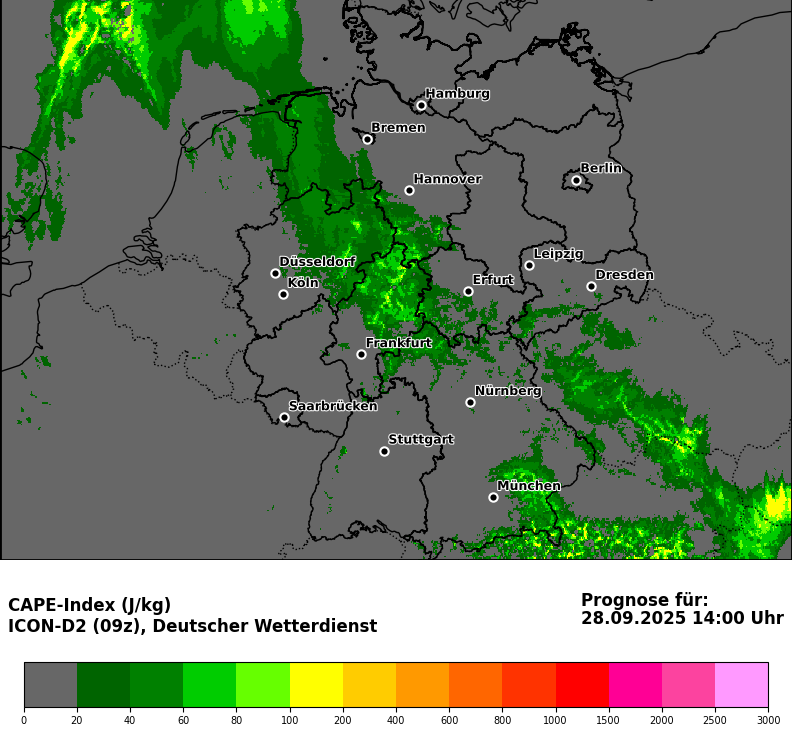 Hamburg
Bremen
Hannover
Berlin
Düsseldorf
Köln
Leipzig
Erfurt
Dresden
Frankfurt
Nürnberg
Saarbrücken
Stuttgart
München
CAPE-Index (J/kg)
ICON-D2 (09z), Deutscher Wetterdienst
Prognose für:
28.09.2025 14:00 Uhr
0 20 40 60 80 100 200 400 600 800 1000 1500 2000 2500 3000